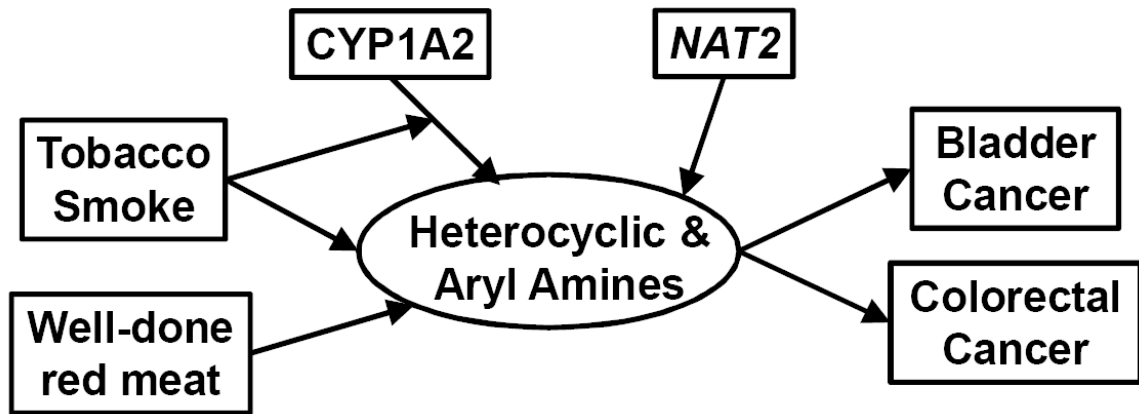 CYP1A2
NAT2
Tobacco
Smoke
Well-done
red meat
Heterocyclic &
Aryl Amines
Bladder
Cancer
Colorectal
Cancer